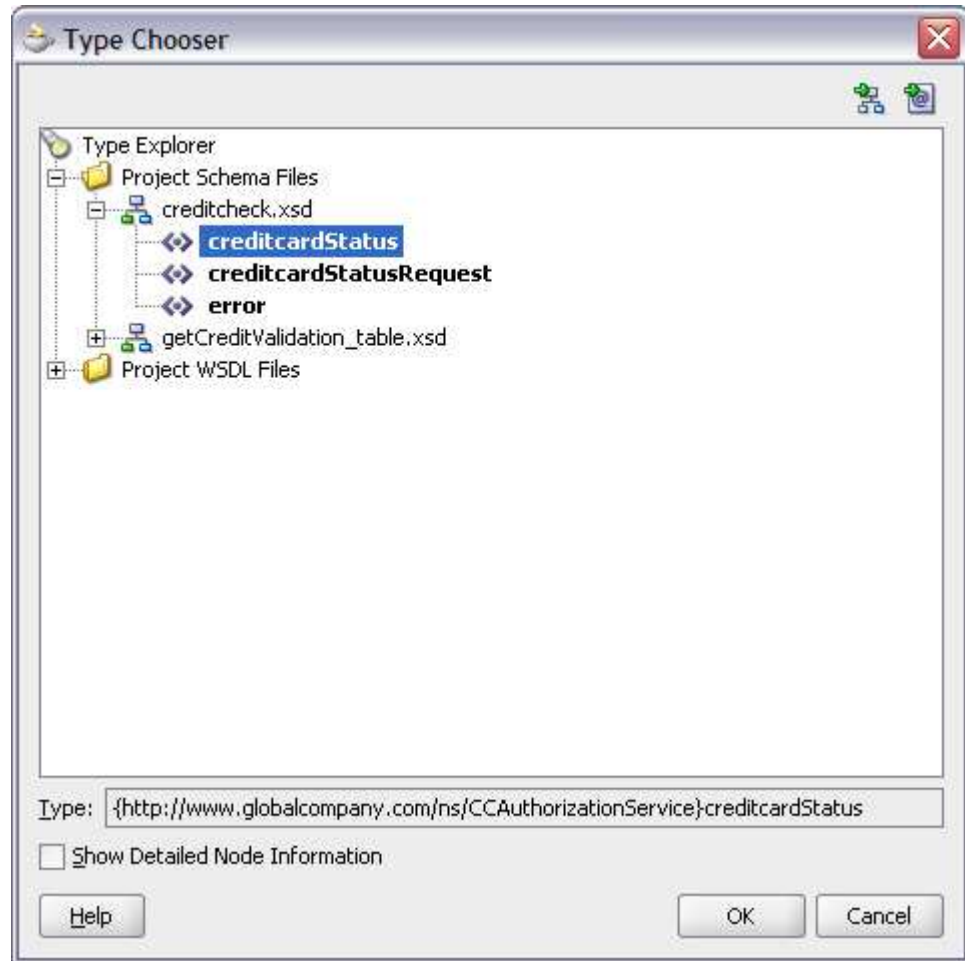 Type Chooser
Type Explorer
Project Schema Files
creditcheck.xsd
creditcardStatus
creditcardStatusRequest
error
getCreditValidation_table.xsd
Project WSDL Files
Type: {http://www.globalcompany.com/ns/CCAuthorizationService}creditcardStatus
Show Detailed Node Information
Help OK Cancel